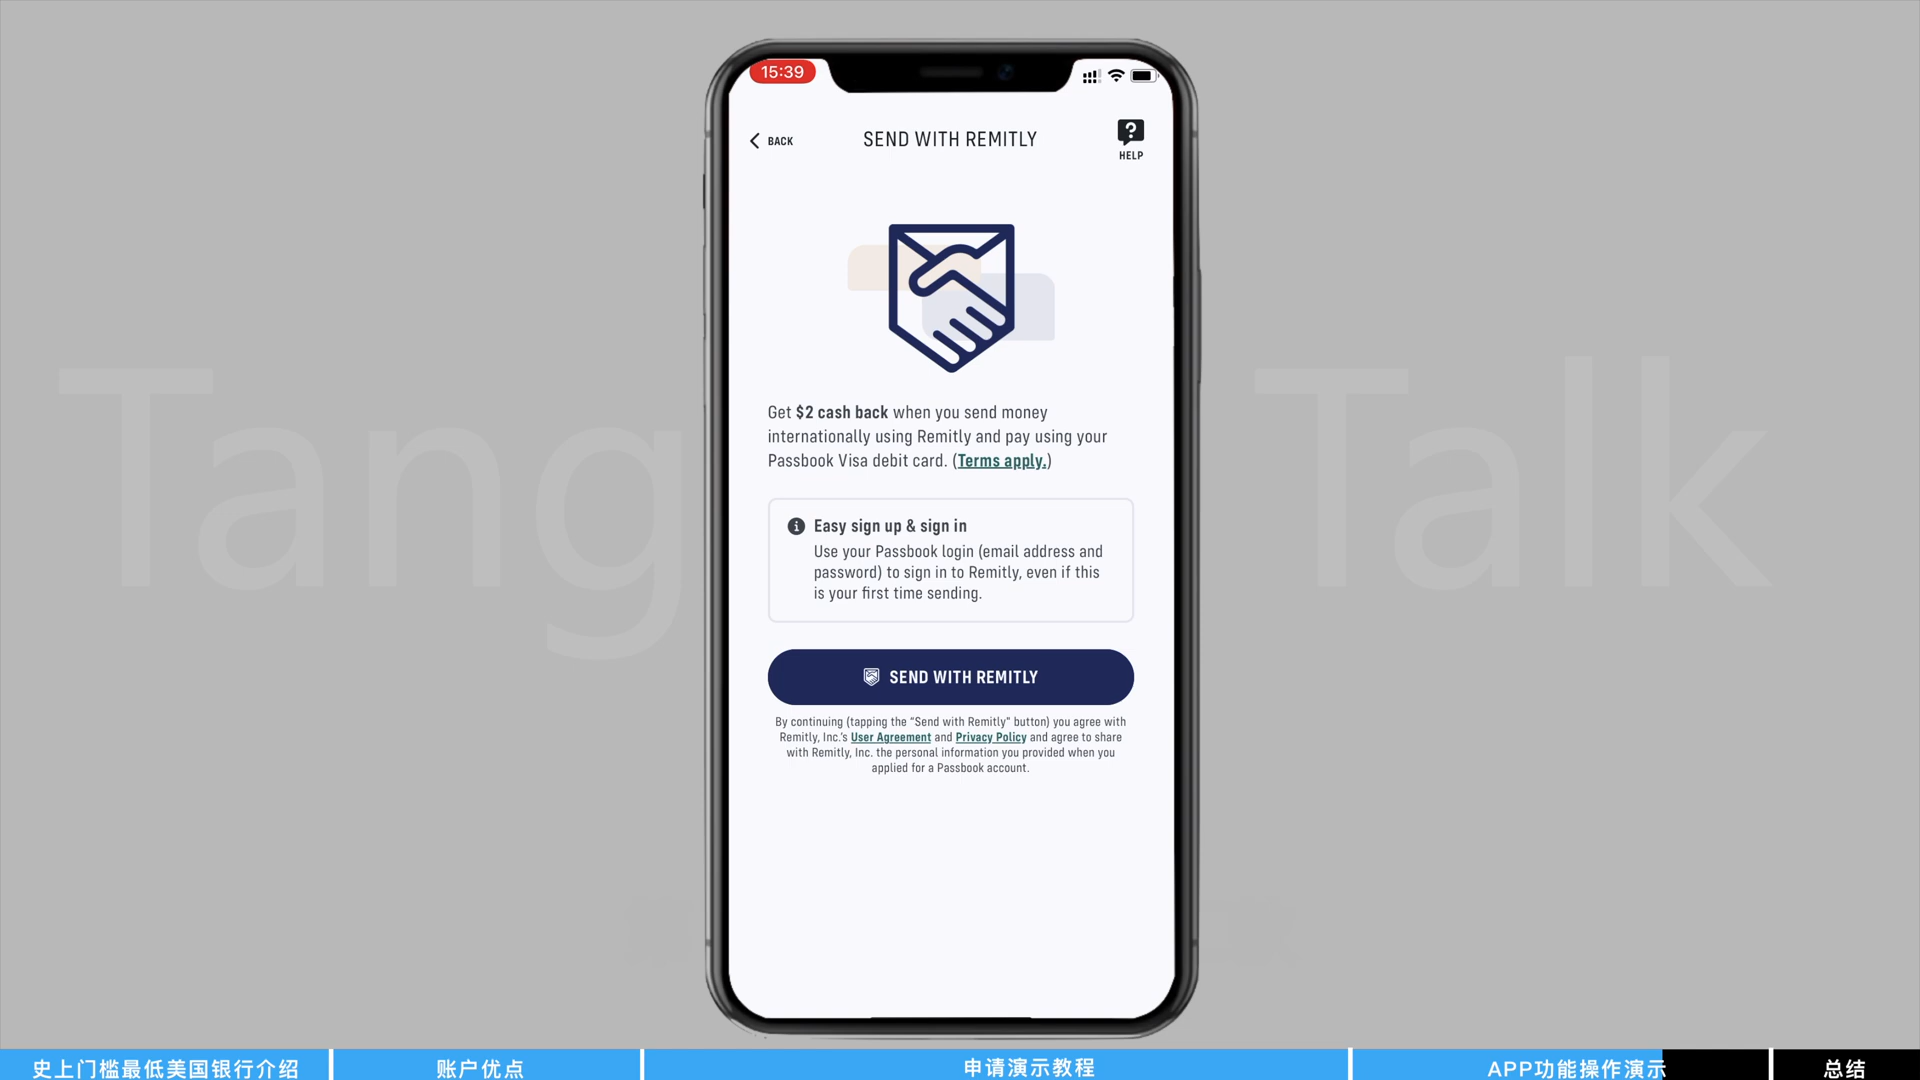 15:39
BACK
SEND WITH REMITLY
HELP
Tang Talk
Get $2 cash back when you send money
internationally using Remitly and pay using your
Passbook Visa debit card. (Terms apply.)
Easy sign up & sign in
Use your Passbook login (email address and
password) to sign in to Remitly, even if this
is your first time sending.
SEND WITH REMITLY
By continuing (tapping the "Send with Remitly" button) you agree with
Remitly, Inc.'s User Agreement and Privacy Policy and agree to share
with Remitly, Inc. the personal information you provided when you
applied for a Passbook account.
史上门槛最低美国银行介绍
账户优点
申请演示教程
APP功能操作演示
总结